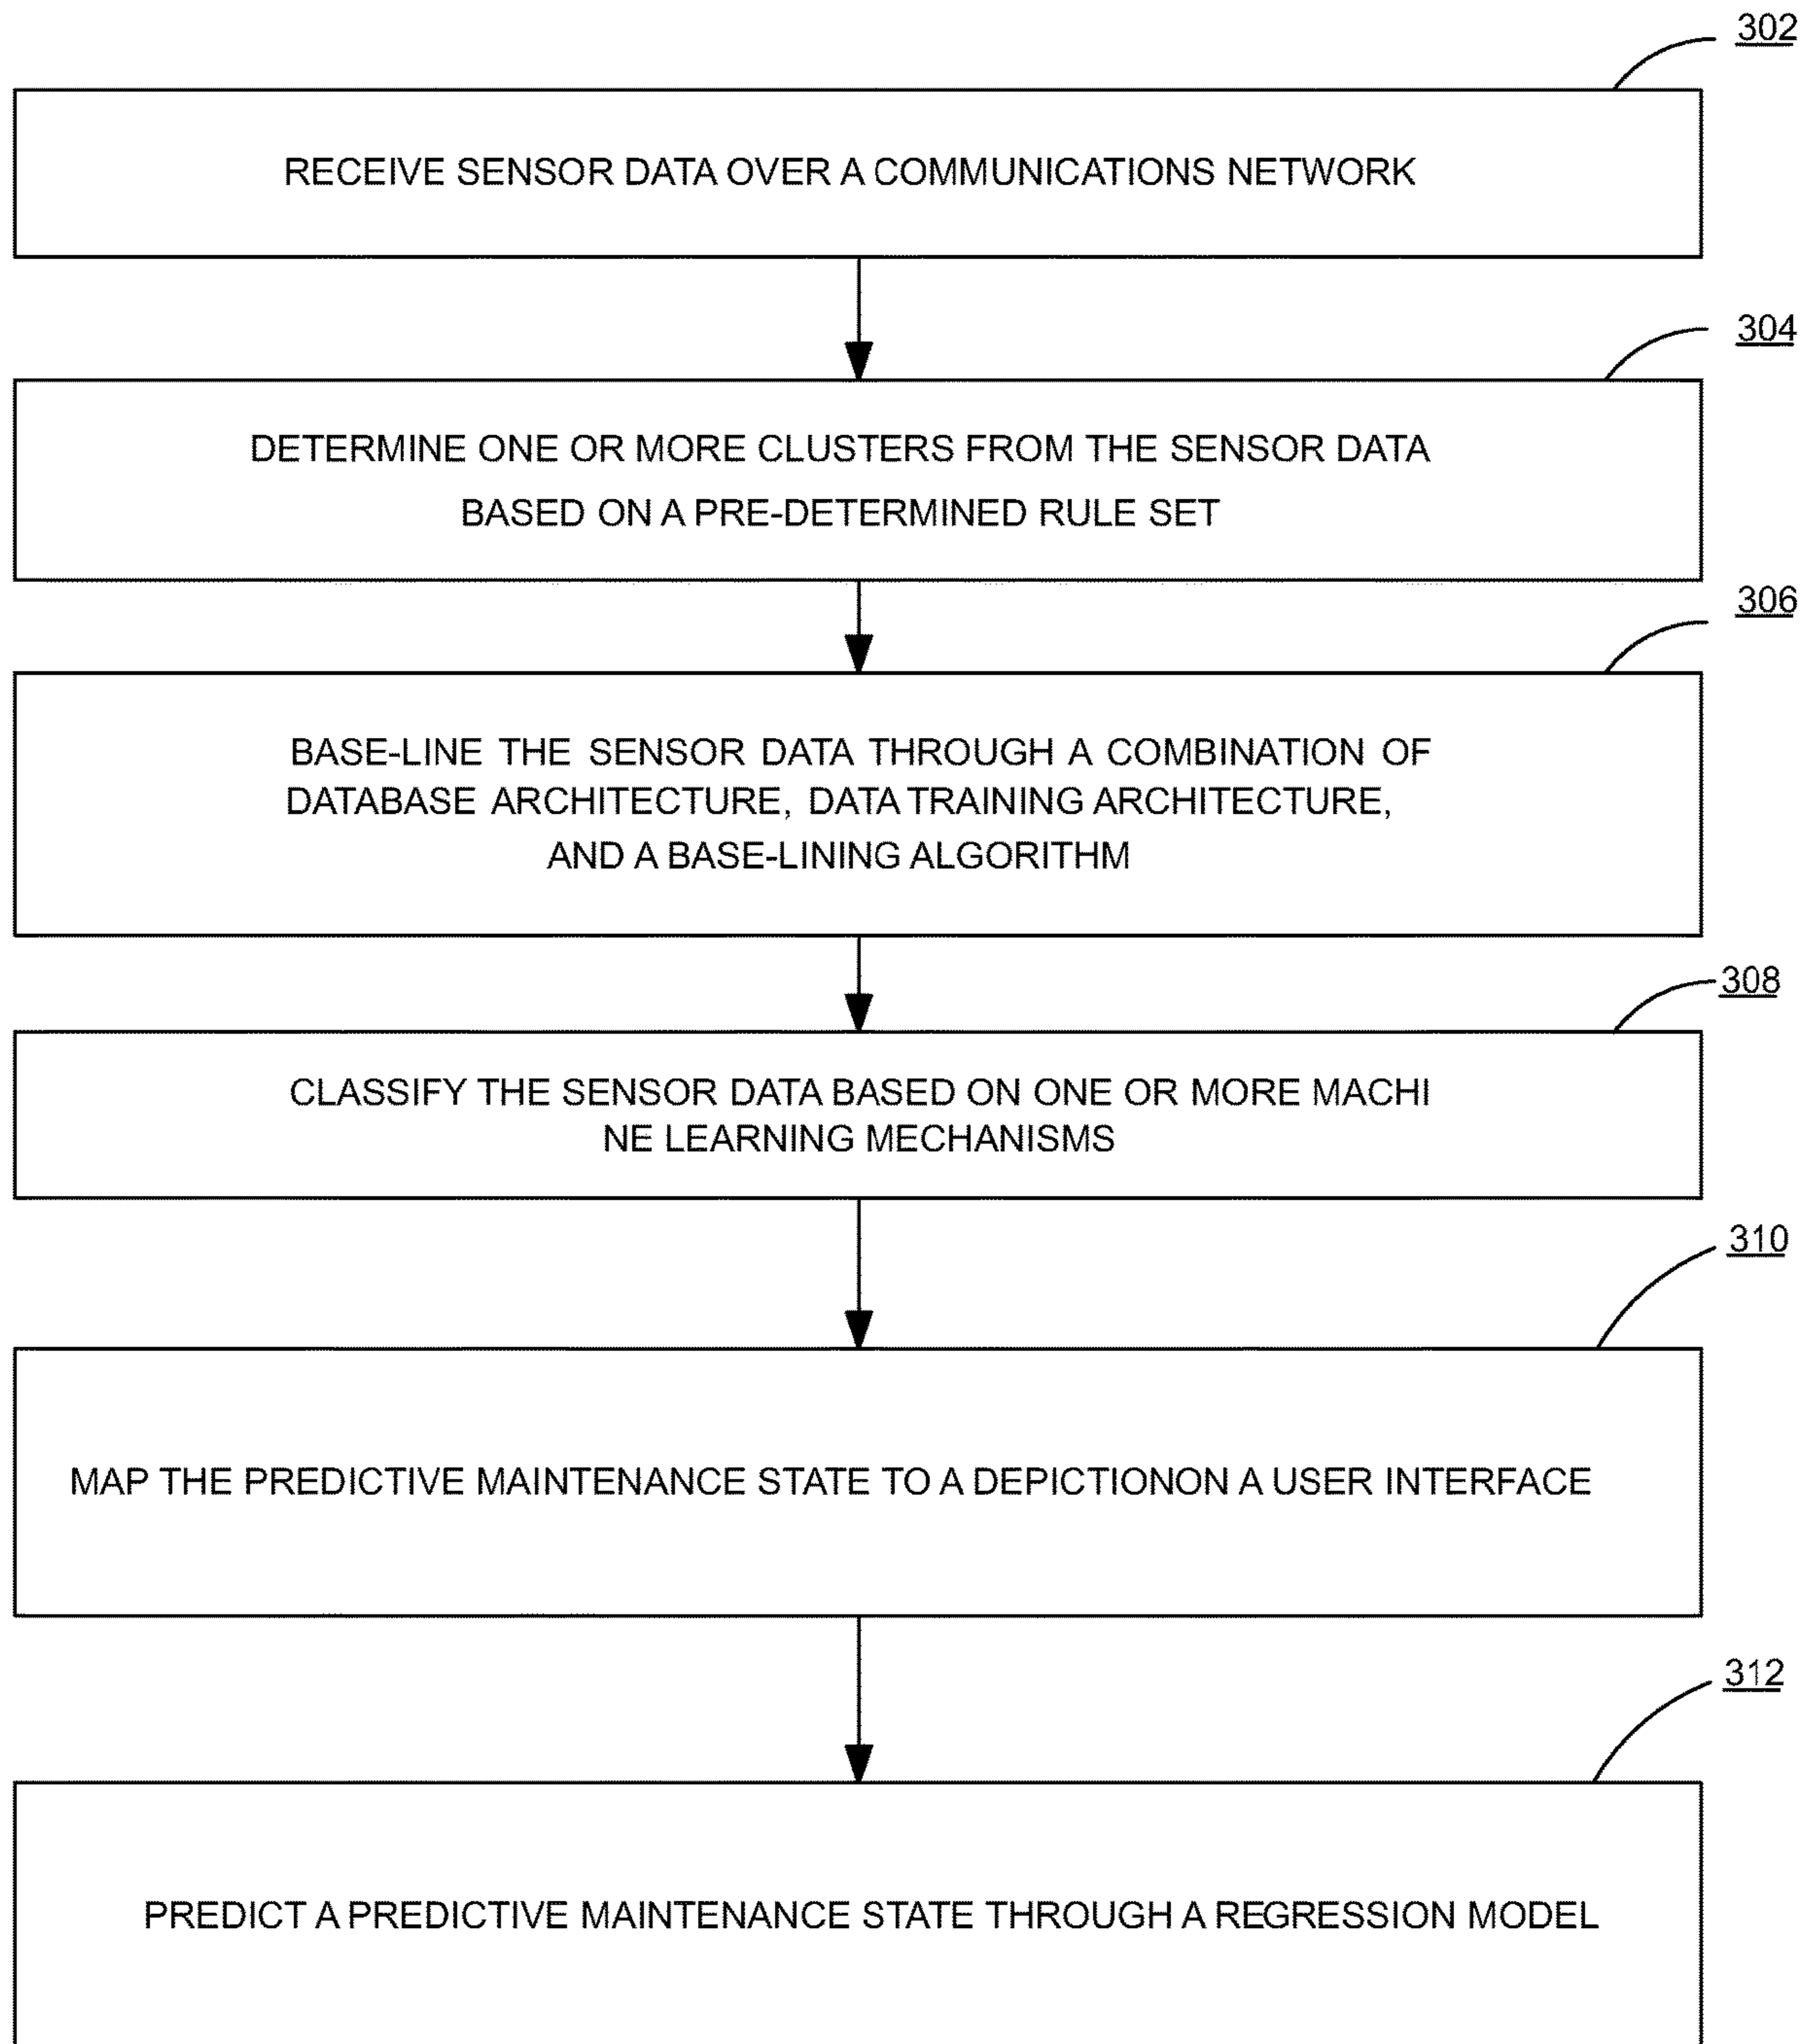 302
RECEIVE SENSOR DATA OVER A COMMUNICATIONS NETWORK
304
DETERMINE ONE OR MORE CLUSTERS FROM THE SENSOR DATA
BASED ON A PRE-DETERMINED RULE SET
306
BASE-LINE THE SENSOR DATA THROUGH A COMBINATION OF
DATABASE ARCHITECTURE, DATA TRAINING ARCHITECTURE,
AND A BASE-LINING ALGORITHM
308
CLASSIFY THE SENSOR DATA BASED ON ONE OR MORE MACHI
NE LEARNING MECHANISMS
310
MAP THE PREDICTIVE MAINTENANCE STATE TO A DEPICTIONON A USER INTERFACE
312
PREDICT A PREDICTIVE MAINTENANCE STATE THROUGH A REGRESSION MODEL